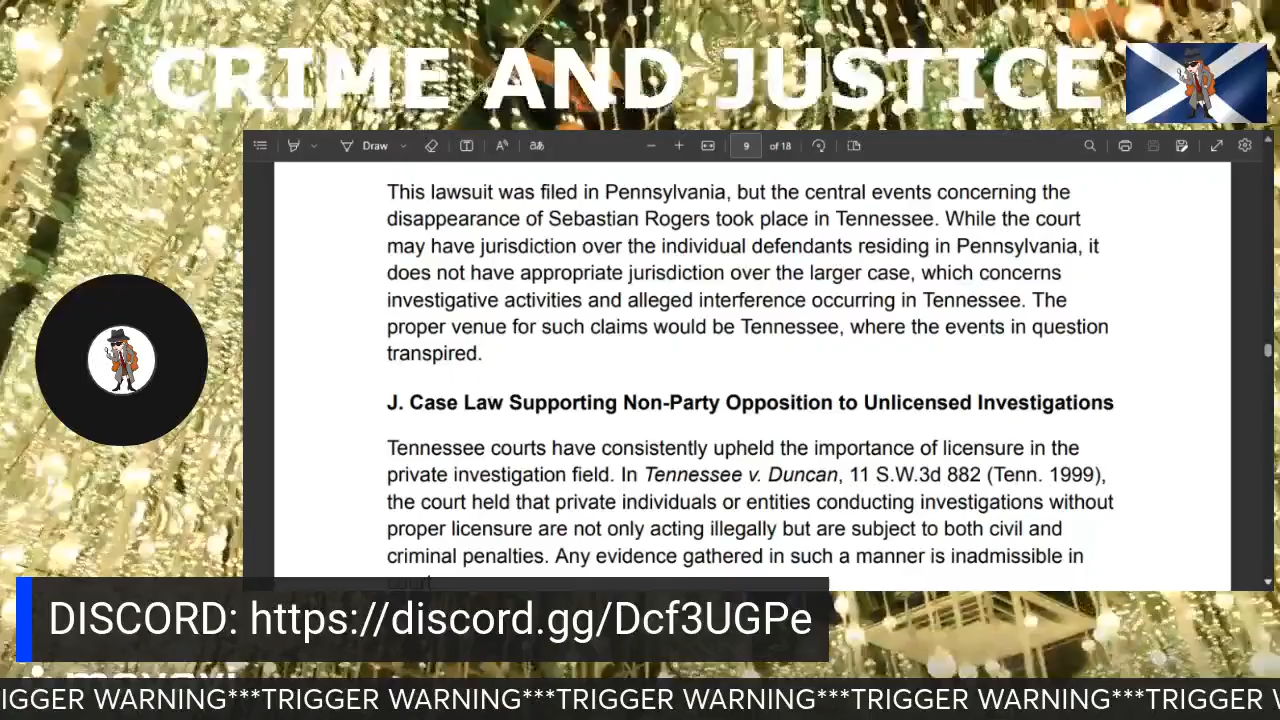 CRIME AND JUSTICE
Draw
9 of 18
This lawsuit was filed in Pennsylvania, but the central events concerning the
disappearance of Sebastian Rogers took place in Tennessee. While the court
may have jurisdiction over the individual defendants residing in Pennsylvania, it
does not have appropriate jurisdiction over the larger case, which concerns
investigative activities and alleged interference occurring in Tennessee. The
proper venue for such claims would be Tennessee, where the events in question
transpired.
J. Case Law Supporting Non-Party Opposition to Unlicensed Investigations
Tennessee courts have consistently upheld the importance of licensure in the
private investigation field. In Tennessee v. Duncan, 11 S.W.3d 882 (Tenn. 1999),
the court held that private individuals or entities conducting investigations without
proper licensure are not only acting illegally but are subject to both civil and
criminal penalties. Any evidence gathered in such a manner is inadmissible in
court
DISCORD: https://discord.gg/Dcf3UGPe
IGGER WARNING***TRIGGER WARNING***TRIGGER WARNING***TRIGGER WARNING***TRIGGER W